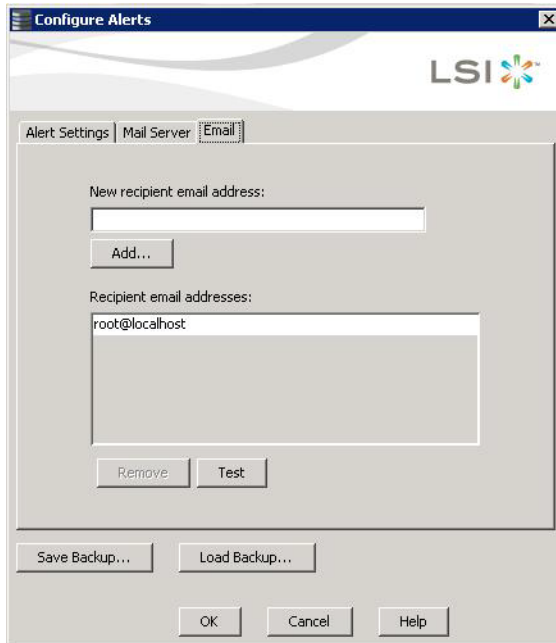 Configure Alerts
LSI
Alert Settings Mail Server Email
New recipient email address:
Add...
Recipient email addresses:
root@localhost
Remove Test
Save Backup... Load Backup...
OK Cancel Help